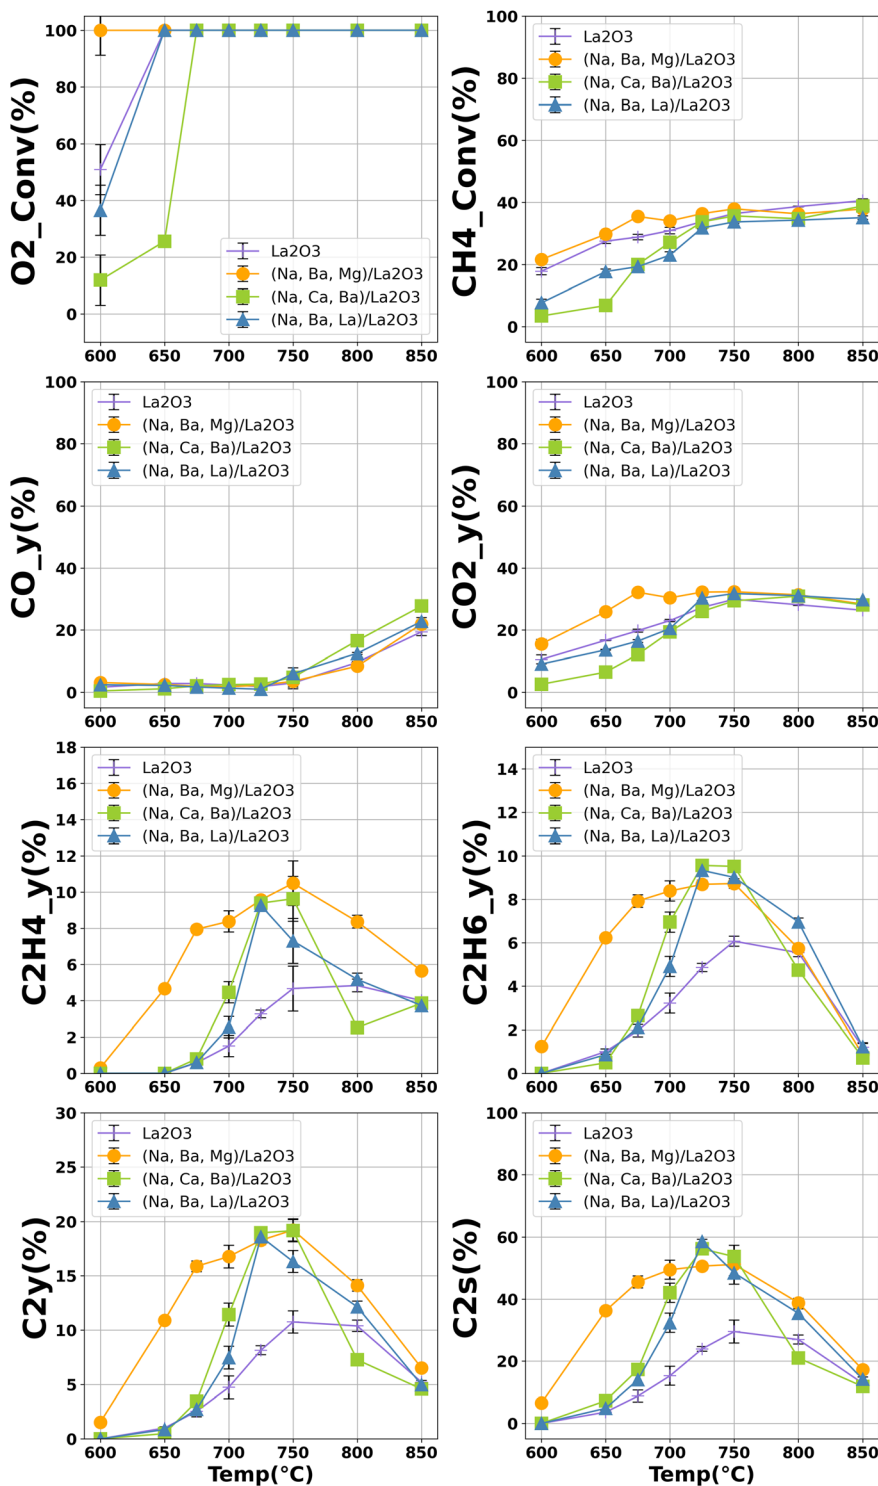 O2_Conv(%)
100
80
60
40
20
0
La2O3
(Na, Ba, Mg)/La2O3
(Na, Ca, Ba)/La2O3
(Na, Ba, La)/La2O3
600 650 700 750 800 850
CH4_Conv(%)
100
80
60
40
20
0
La2O3
(Na, Ba, Mg)/La2O3
(Na, Ca, Ba)/La2O3
(Na, Ba, La)/La2O3
600 650 700 750 800 850
CO_y(%)
100
80
60
40
20
0
La2O3
(Na, Ba, Mg)/La2O3
(Na, Ca, Ba)/La2O3
(Na, Ba, La)/La2O3
600 650 700 750 800 850
CO2_y(%)
100
80
60
40
20
0
La2O3
(Na, Ba, Mg)/La2O3
(Na, Ca, Ba)/La2O3
(Na, Ba, La)/La2O3
600 650 700 750 800 850
C2H4_y(%)
18
16
14
12
10
8
6
4
2
0
La2O3
(Na, Ba, Mg)/La2O3
(Na, Ca, Ba)/La2O3
(Na, Ba, La)/La2O3
600 650 700 750 800 850
C2H6_y(%)
14
12
10
8
6
4
2
0
La2O3
(Na, Ba, Mg)/La2O3
(Na, Ca, Ba)/La2O3
(Na, Ba, La)/La2O3
600 650 700 750 800 850
C2y(%)
30
25
20
15
10
5
0
La2O3
(Na, Ba, Mg)/La2O3
(Na, Ca, Ba)/La2O3
(Na, Ba, La)/La2O3
600 650 700 750 800 850
Temp(°C)
C2s(%)
100
80
60
40
20
0
La2O3
(Na, Ba, Mg)/La2O3
(Na, Ca, Ba)/La2O3
(Na, Ba, La)/La2O3
600 650 700 750 800 850
Temp(°C)